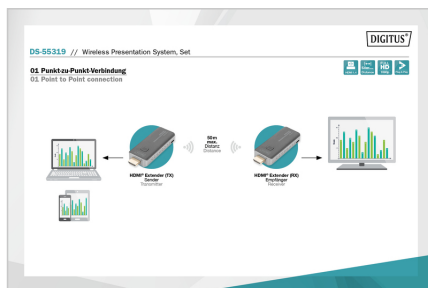 DIGITUS®
DS-55319 // Wireless Presentation System, Set
01 Punkt-zu-Punkt-Verbindung
01 Point to Point connection
HD
50m
max.
Distanz
Distance
HDMI® Extender (TX)
Sender
Transmitter
HDMI® Extender (RX)
Empfänger
Receiver